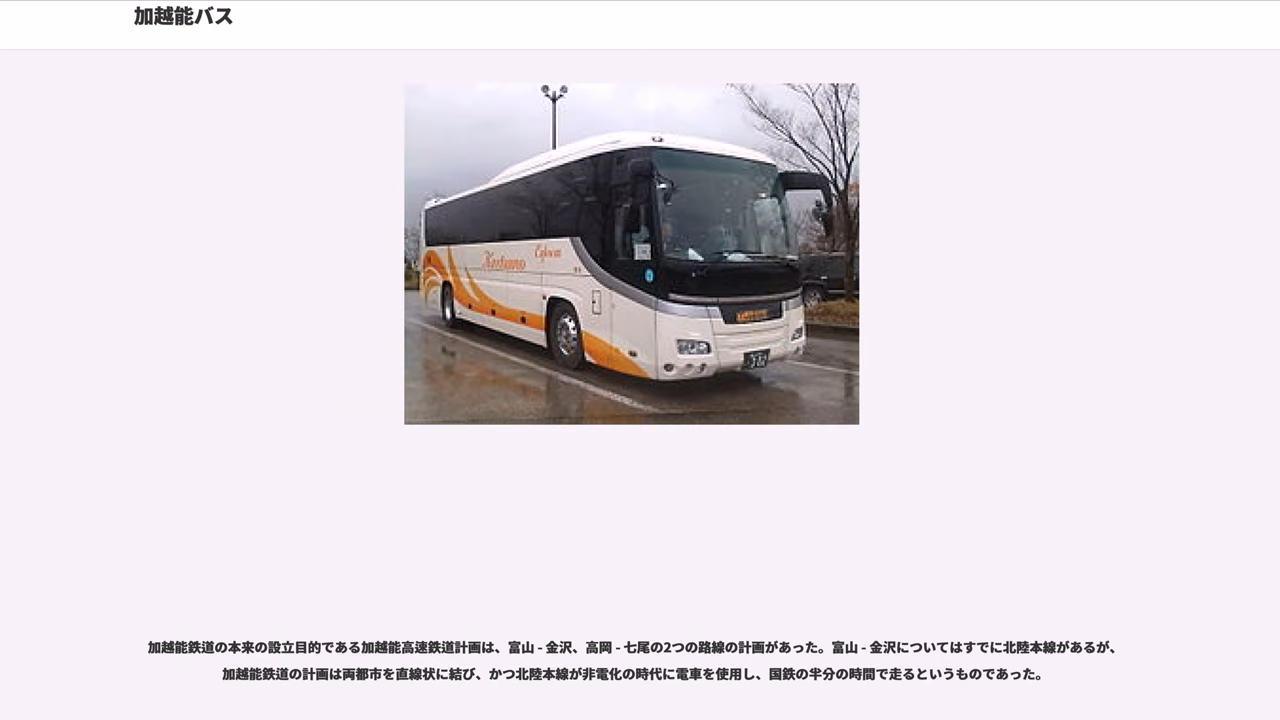 加越能バス
加越能鉄道の本来の設立目的である加越能高速鉄道計画は、富山 - 金沢、高岡 - 七尾の2つの路線の計画があった。富山 - 金沢についてはすでに北陸本線があるが、
加越能鉄道の計画は両都市を直線状に結び、かつ北陸本線が非電化の時代に電車を使用し、国鉄の半分の時間で走るというものであった。